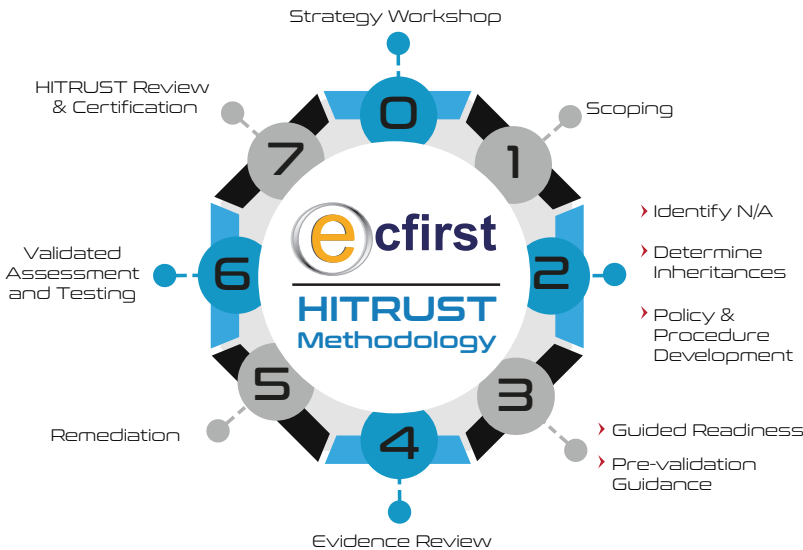 Strategy Workshop
0
HITRUST Review
& Certification
7
Scoping
1
Identify N/A
Determine
Inheritances
Policy &
Procedure
Development
2
ecfirst
HITRUST
Methodology
Validated
Assessment
and Testing
6
5
Remediation
3
Guided Readiness
Pre-validation
Guidance
4
Evidence Review